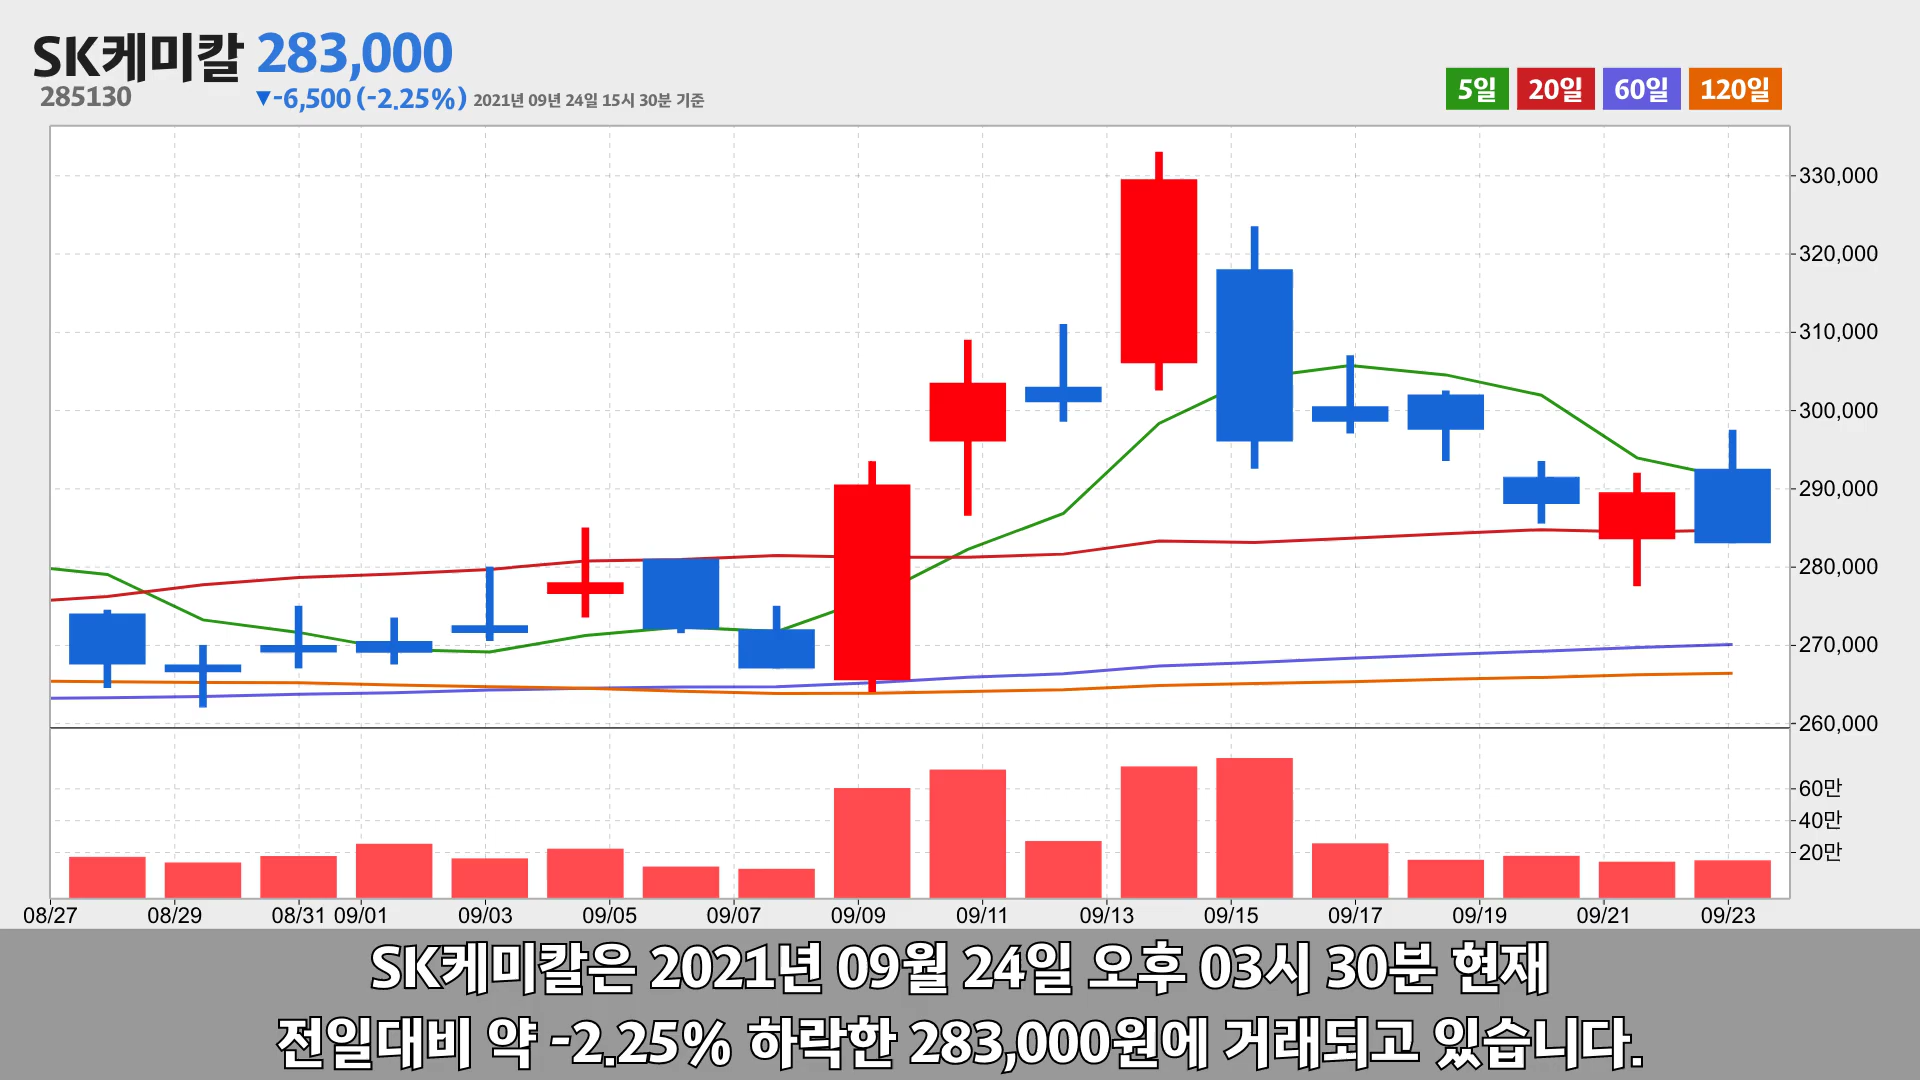 SK케미칼 283,000
285130 ▼-6,500 (-2.25%) 2021년 09년 24일 15시 30분 기준
5일 20일 60일 120일
330,000
320,000
310,000
300,000
290,000
280,000
270,000
260,000
60만
40만
20만
08/27 08/29 08/31 09/01 09/03 09/05 09/07 09/09 09/11 09/13 09/15 09/17 09/19 09/21 09/23
SK케미칼은 2021년 09월 24일 오후 03시 30분 현재
전일대비 약 -2.25% 하락한 283,000원에 거래되고 있습니다.